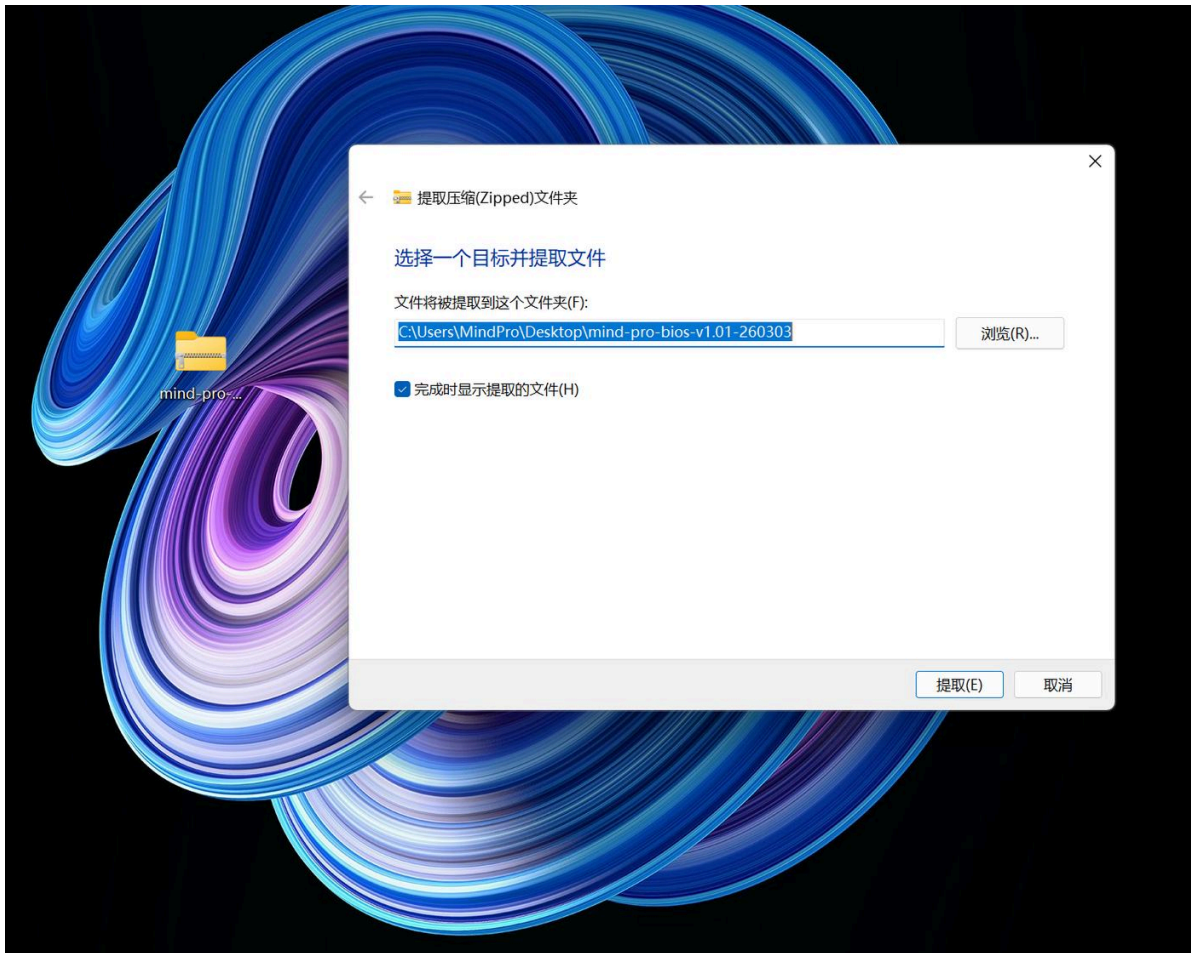 提取压缩(Zipped)文件夹
选择一个目标并提取文件
文件将被提取到这个文件夹(F):
C:\Users\MindPro\Desktop\mind-pro-bios-v1.01-260303
浏览(R)...
mind-pro-...
完成时显示提取的文件(H)
提取(E)
取消